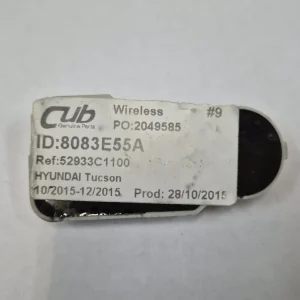 Cub Wireless #9
Genuine Parts PO:2049585
ID:8083E55A
Ref:52933C1100
HYUNDAI Tucson
10/2015-12/2015 Prod: 28/10/2015